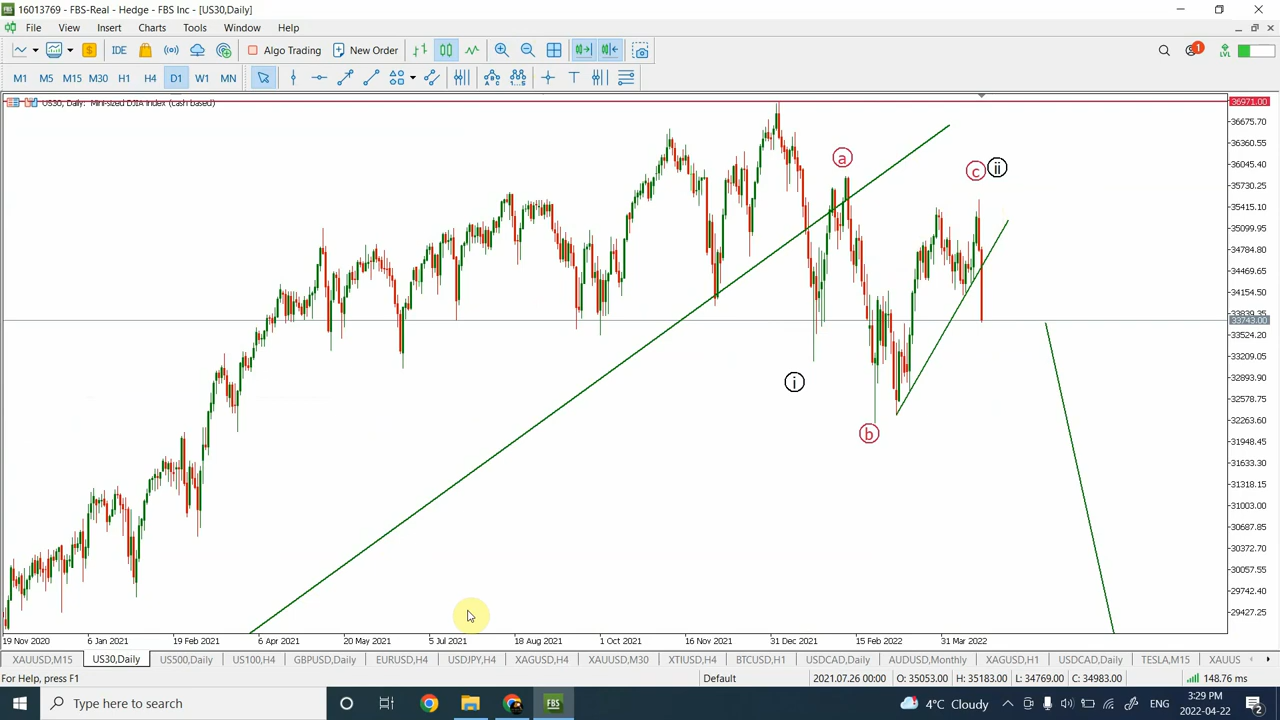 16013769 - FBS-Real - Hedge - FBS Inc - [US30,Daily]
File View Insert Charts Tools Window Help
IDE Algo Trading New Order 1 LVL
M1 M5 M15 M30 H1 H4 D1 W1 MN
US30, Daily: Mini-sized DJIA Index (cash based)
36971.00
36675.70
36360.55
36045.40
35730.25
35415.10
35099.95
34784.80
34469.65
34154.50
33839.35
33743.00
33524.20
33209.05
32893.90
32578.75
32263.60
31948.45
31633.30
31318.15
31003.00
30687.85
30372.70
30057.55
29742.40
29427.25
a
c ii
i
b
19 Nov 2020 6 Jan 2021 19 Feb 2021 6 Apr 2021 20 May 2021 5 Jul 2021 18 Aug 2021 1 Oct 2021 16 Nov 2021 31 Dec 2021 15 Feb 2022 31 Mar 2022
XAUUSD,M15 US30,Daily US500,Daily US100,H4 GBPUSD,Daily EURUSD,H4 USDJPY,H4 XAGUSD,H4 XAUUSD,M30 XTIUSD,H4 BTCUSD,H1 USDCAD,Daily AUDUSD,Monthly XAGUSD,H1 USDCAD,Daily TESLA,M15 XAUUS
For Help, press F1 Default 2021.07.26 00:00 O: 35053.00 H: 35183.00 L: 34769.00 C: 34983.00 148.76 ms
Type here to search FBS 4°C Cloudy ENG 3:29 PM
2022-04-22 2